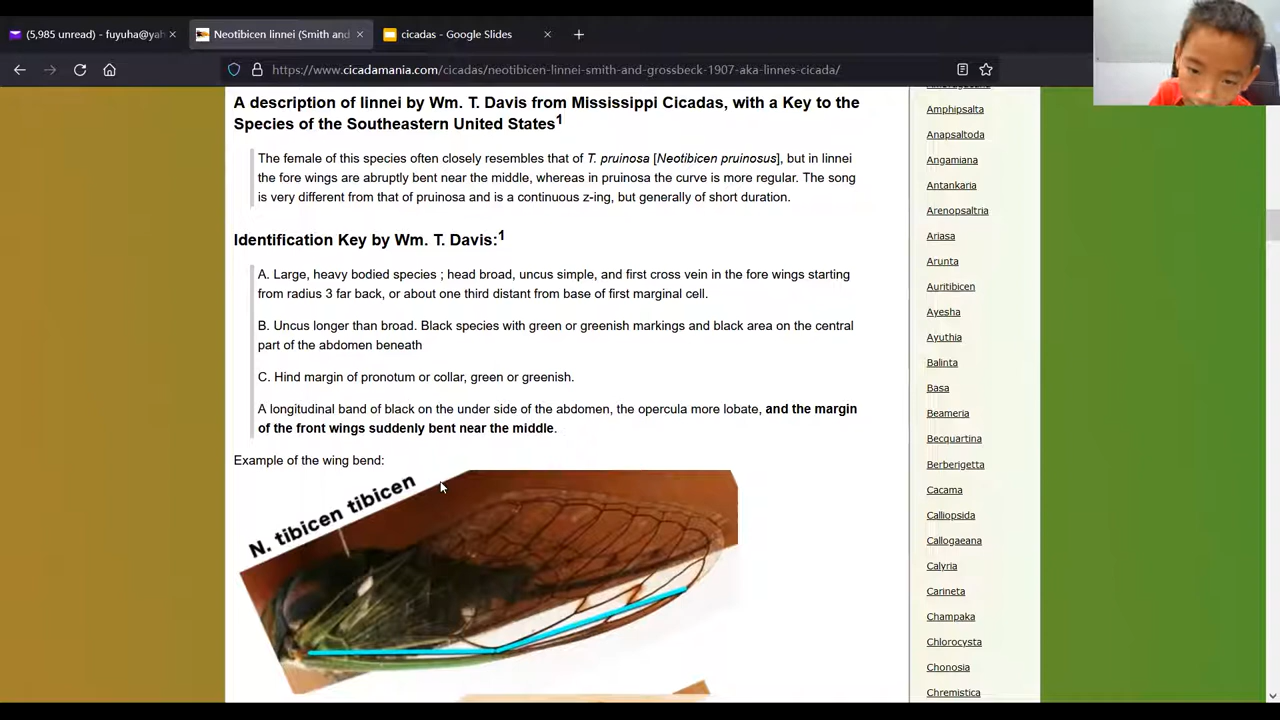 (5,985 unread) - fuyuha@yah
Neotibicen linnei (Smith and
cicadas - Google Slides
https://www.cicadamania.com/cicadas/neotibicen-linnei-smith-and-grossbeck-1907-aka-linnes-cicada/
A description of linnei by Wm. T. Davis from Mississippi Cicadas, with a Key to the
Species of the Southeastern United States1
The female of this species often closely resembles that of T. pruinosa [Neotibicen pruinosus], but in linnei
the fore wings are abruptly bent near the middle, whereas in pruinosa the curve is more regular. The song
is very different from that of pruinosa and is a continuous z-ing, but generally of short duration.
Identification Key by Wm. T. Davis:1
A. Large, heavy bodied species ; head broad, uncus simple, and first cross vein in the fore wings starting
from radius 3 far back, or about one third distant from base of first marginal cell.
B. Uncus longer than broad. Black species with green or greenish markings and black area on the central
part of the abdomen beneath
C. Hind margin of pronotum or collar, green or greenish.
A longitudinal band of black on the under side of the abdomen, the opercula more lobate, and the margin
of the front wings suddenly bent near the middle.
Example of the wing bend:
N. tibicen tibicen
Amphipsalta
Anapsaltoda
Angamiana
Antankaria
Arenopsaltria
Ariasa
Arunta
Auritibicen
Ayesha
Ayuthia
Balinta
Basa
Beameria
Becquartina
Berberigetta
Cacama
Calliopsida
Callogaeana
Calyria
Carineta
Champaka
Chlorocysta
Chonosia
Chremistica